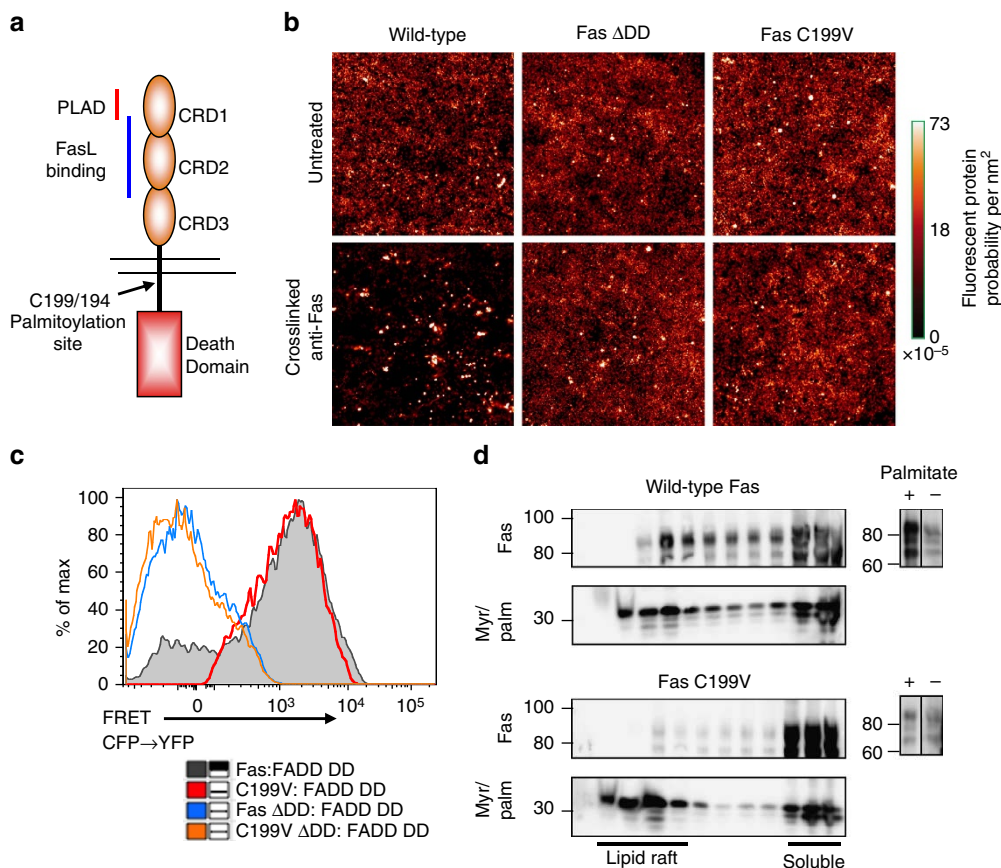 a
PLAD
FasL
binding
CRD1
CRD2
CRD3
C199/194
Palmitoylation
site
Death
Domain
b
Wild-type
Fas ΔDD
Fas C199V
Untreated
Crosslinked
anti-Fas
73
18
0
×10⁻⁵
Fluorescent protein
probability per nm²
c
% of max
100
80
60
40
20
0
0
10³
10⁴
10⁵
FRET
CFP→YFP
Fas:FADD DD
C199V: FADD DD
Fas ΔDD: FADD DD
C199V ΔDD: FADD DD
d
Wild-type Fas
Palmitate
+ −
Fas
100
80
80
60
Myr/
palm
30
Fas C199V
+ −
Fas
100
80
80
60
Myr/
palm
30
Lipid raft
Soluble